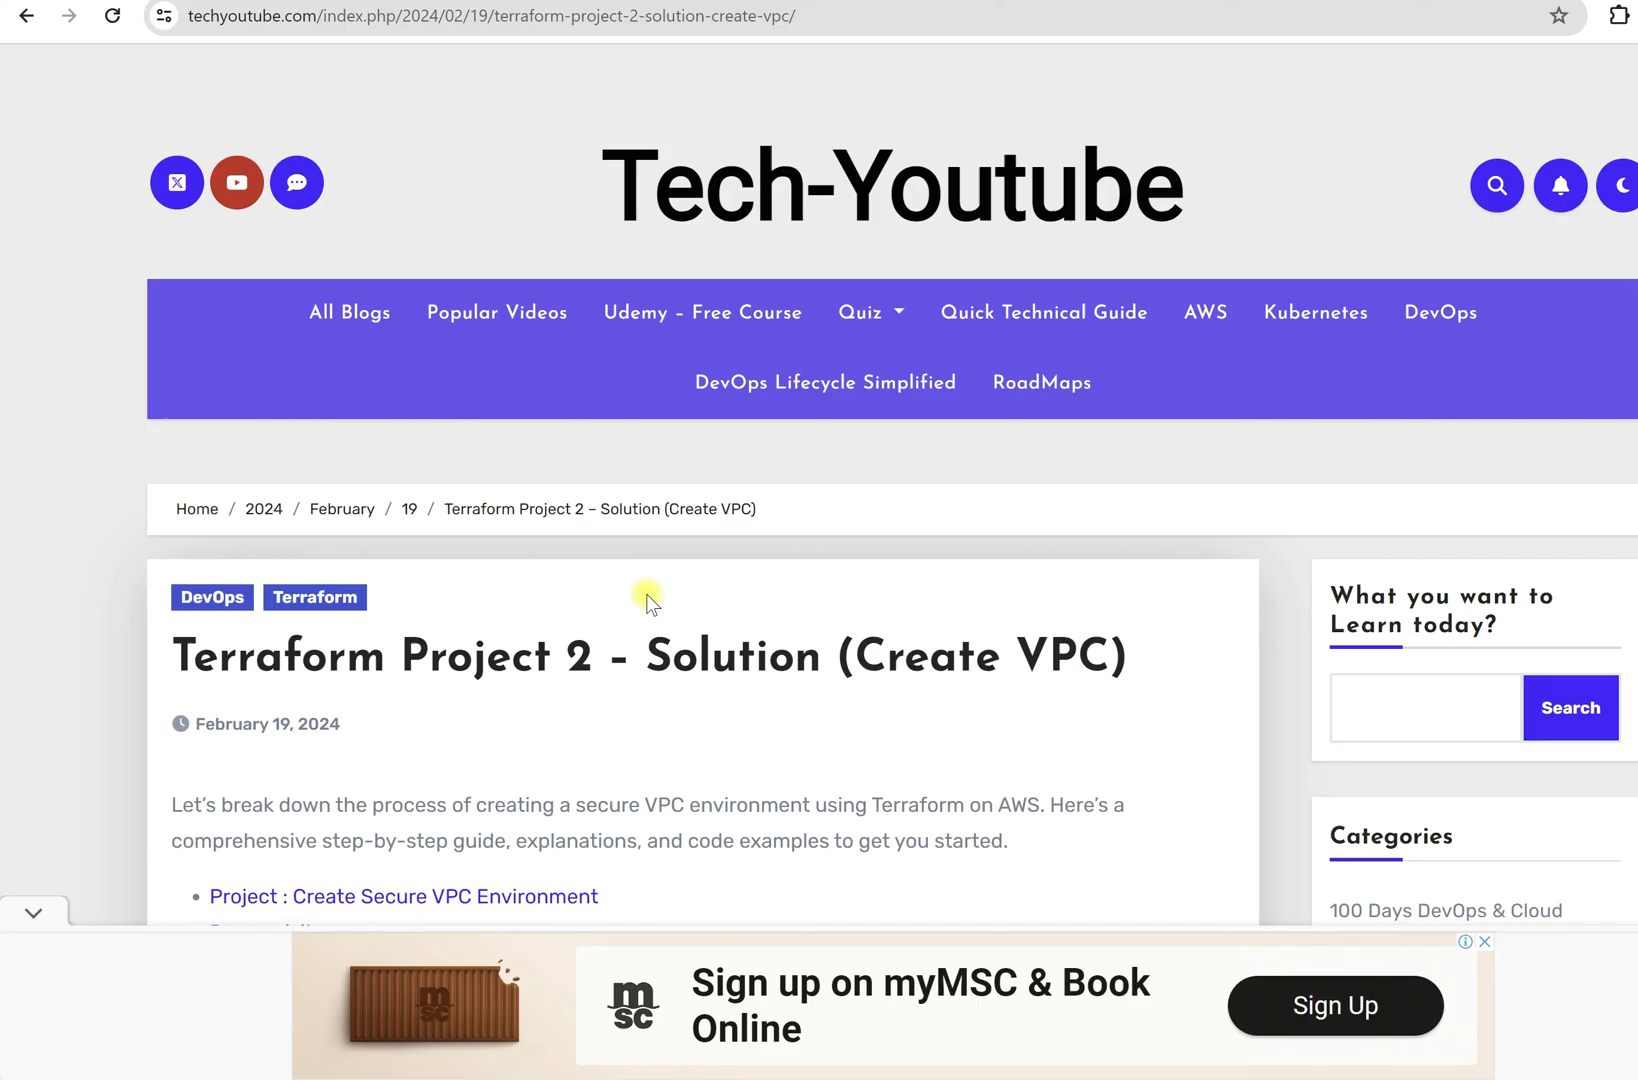 techyoutube.com/index.php/2024/02/19/terraform-project-2-solution-create-vpc/
Tech-Youtube
All Blogs Popular Videos Udemy – Free Course Quiz Quick Technical Guide AWS Kubernetes DevOps
DevOps Lifecycle Simplified RoadMaps
Home / 2024 / February / 19 / Terraform Project 2 – Solution (Create VPC)
DevOps Terraform
Terraform Project 2 – Solution (Create VPC)
February 19, 2024
Let's break down the process of creating a secure VPC environment using Terraform on AWS. Here's a
comprehensive step-by-step guide, explanations, and code examples to get you started.
• Project : Create Secure VPC Environment
What you want to
Learn today?
Search
Categories
100 Days DevOps & Cloud
msc
msc
Sign up on myMSC & Book
Online
Sign Up